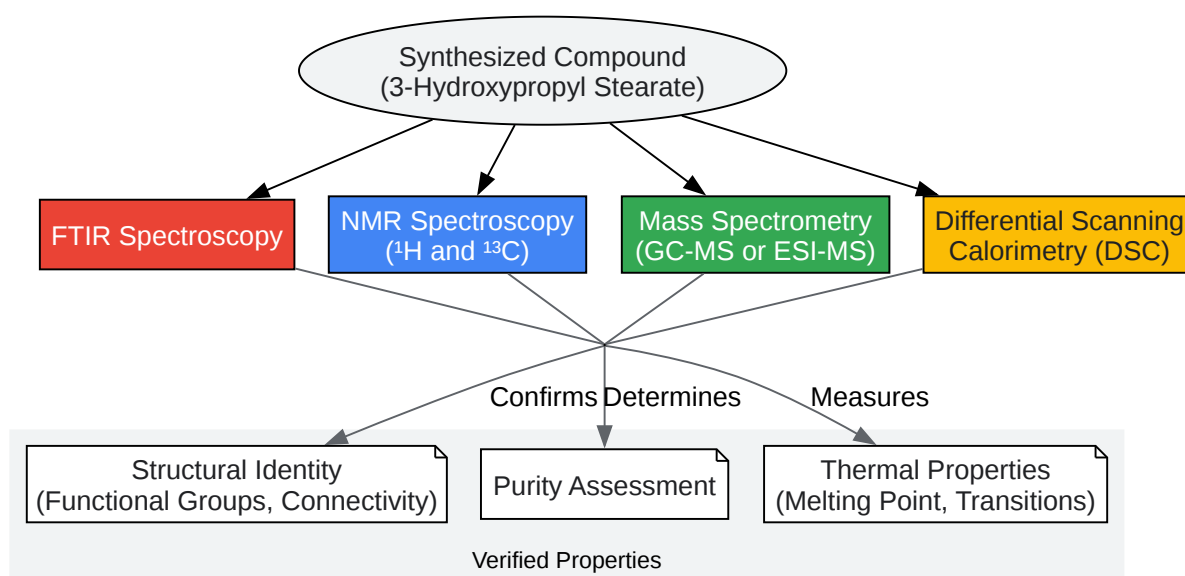 Synthesized Compound
(3-Hydroxypropyl Stearate)
FTIR Spectroscopy
NMR Spectroscopy
(¹H and ¹³C)
Mass Spectrometry
(GC-MS or ESI-MS)
Differential Scanning
Calorimetry (DSC)
Confirms
Determines
Measures
Structural Identity
(Functional Groups, Connectivity)
Purity Assessment
Thermal Properties
(Melting Point, Transitions)
Verified Properties